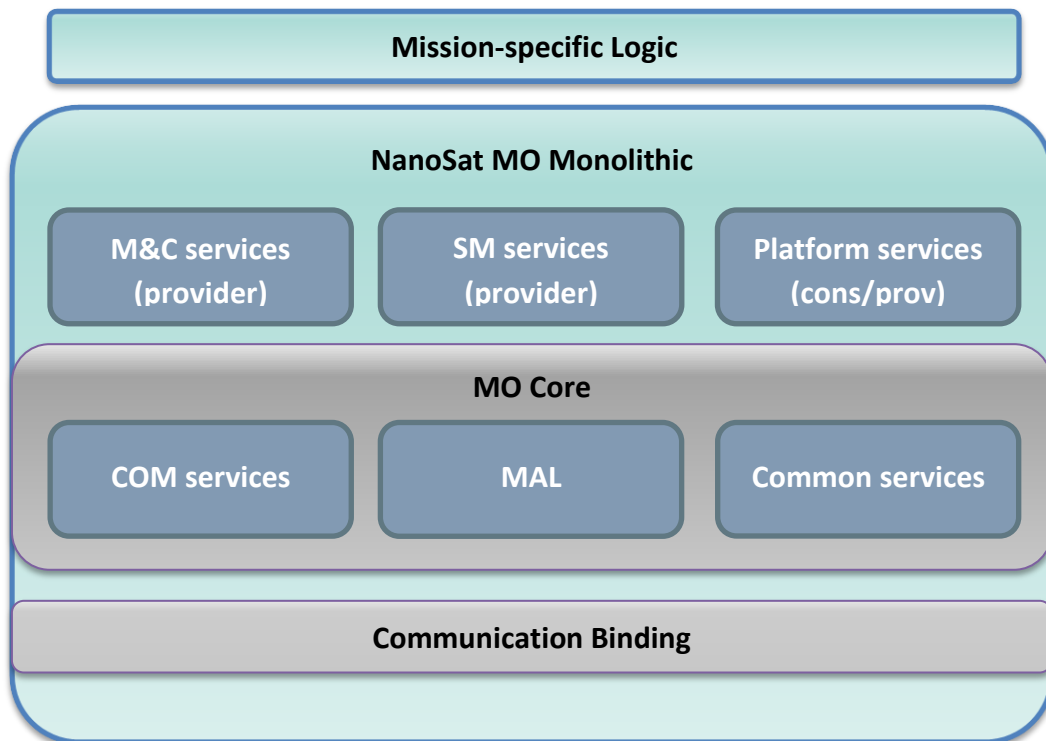 Mission-specific Logic
NanoSat MO Monolithic
M&C services
(provider)
SM services
(provider)
Platform services
(cons/prov)
MO Core
COM services
MAL
Common services
Communication Binding